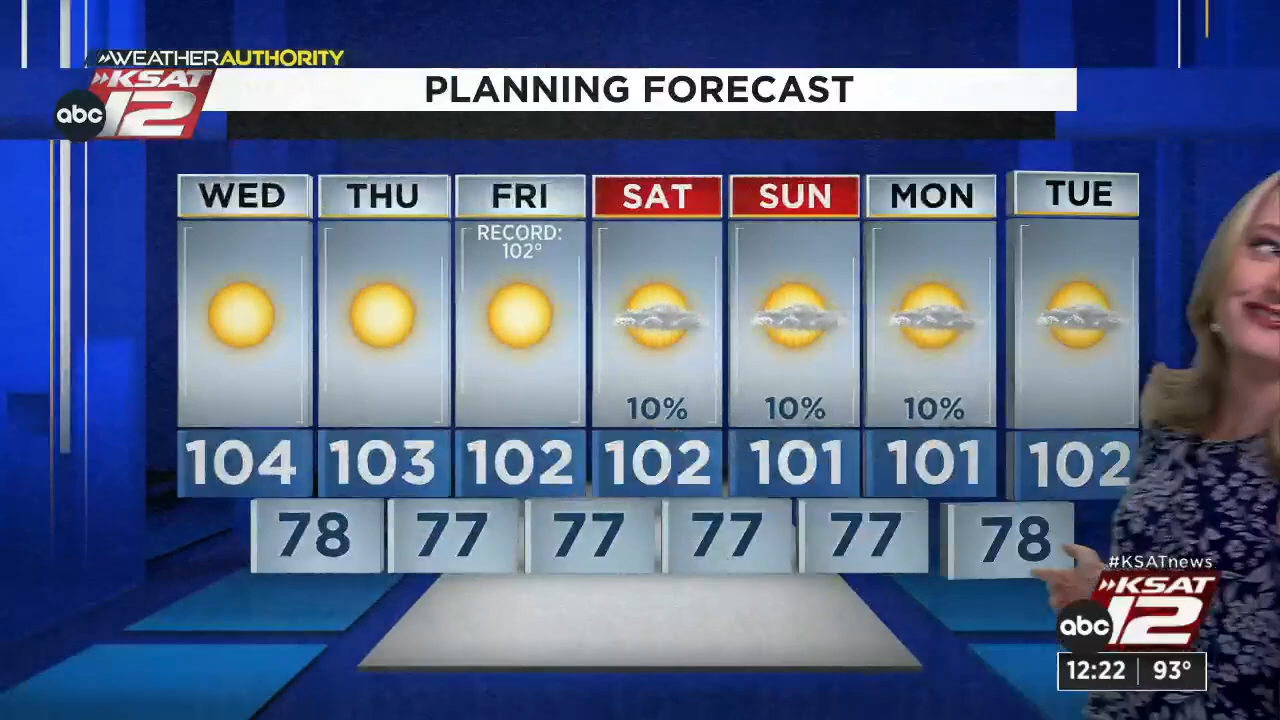 WEATHERAUTHORITY
KSAT
abc 12
PLANNING FORECAST
WED THU FRI SAT SUN MON TUE
RECORD:
102°
10% 10% 10%
104 103 102 102 101 101 102
78 77 77 77 77 78
#KSATnews
KSAT
abc 12
12:22 93°